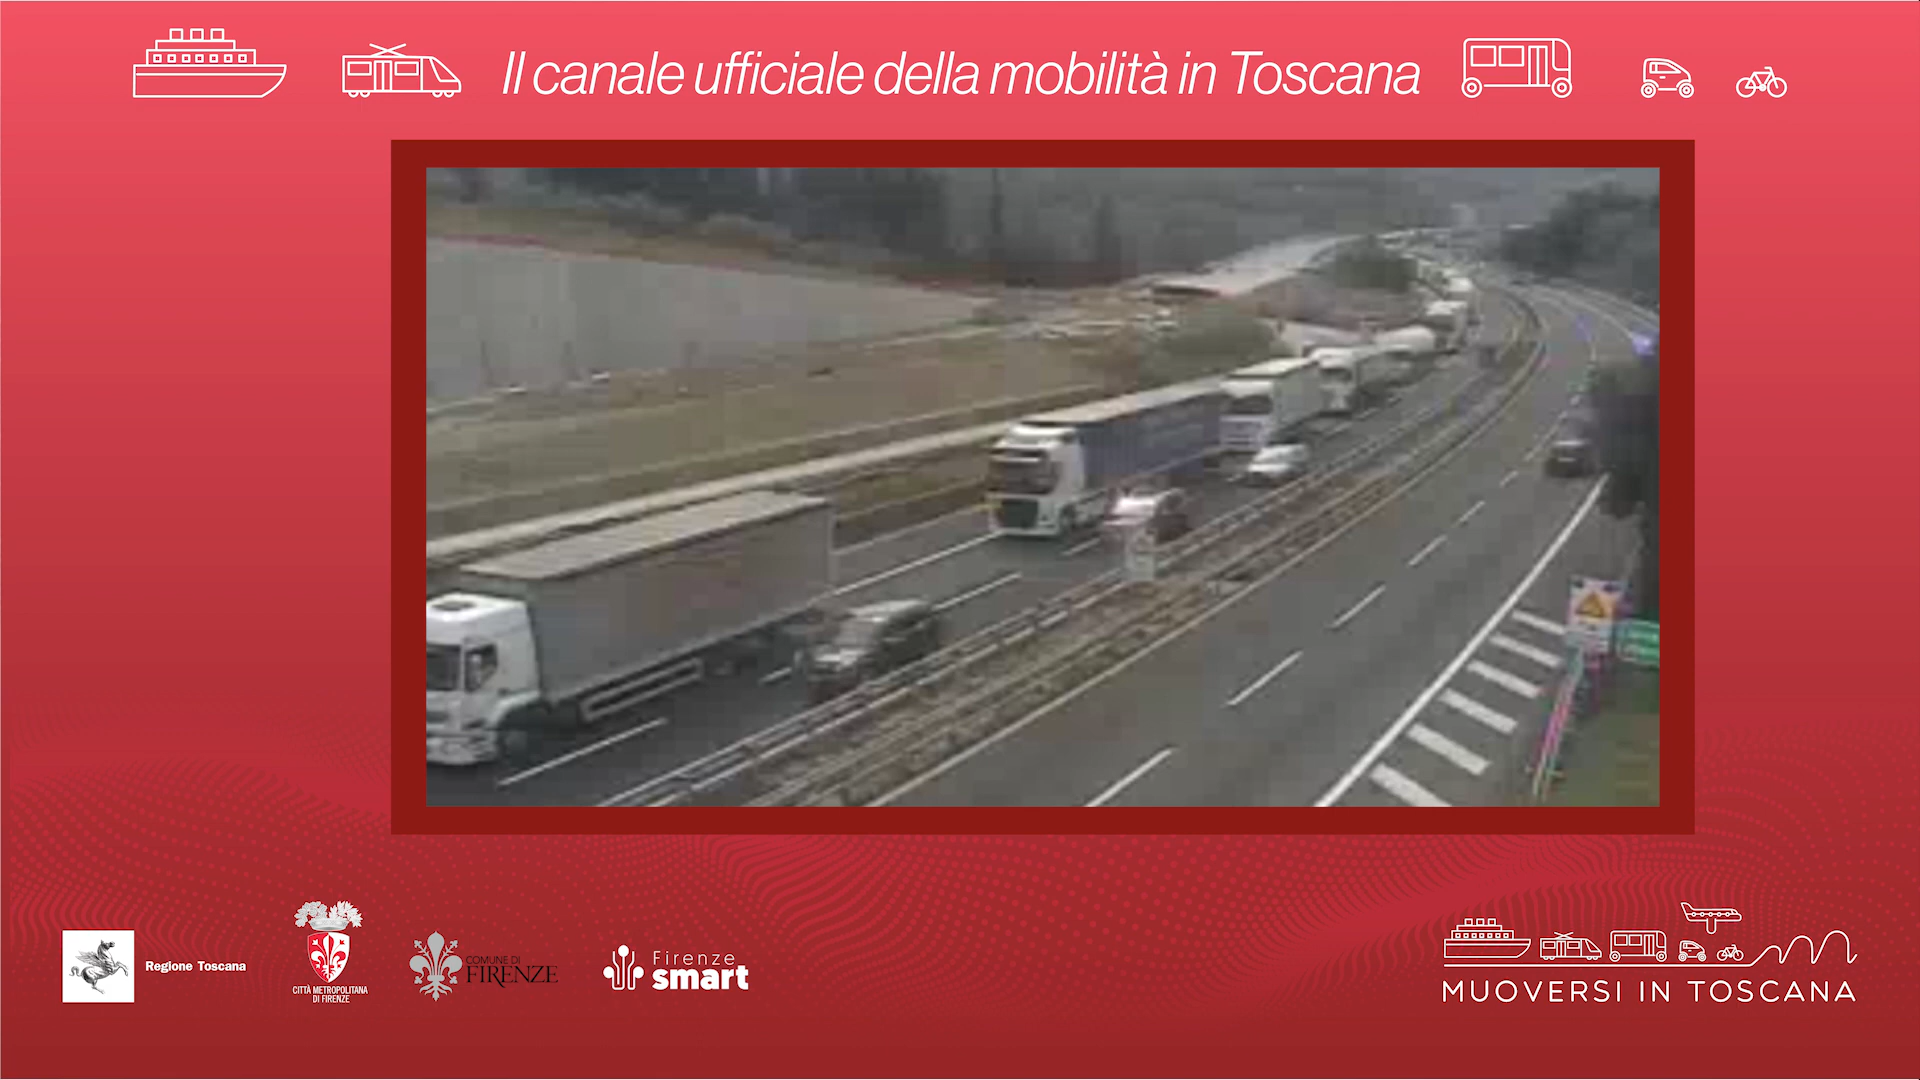 Il canale ufficiale della mobilità in Toscana
Regione Toscana
CITTÀ METROPOLITANA
DI FIRENZE
COMUNE DI
FIRENZE
Firenze
smart
MUOVERSI IN TOSCANA